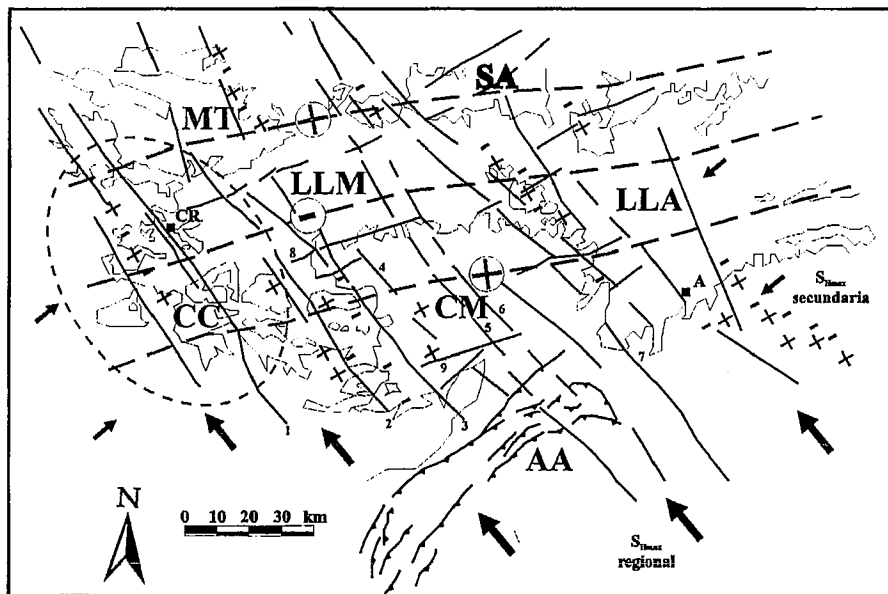 SA
MT
LLM
LLA
CR
8
4
A
S_Hmax
secundaria
CC
CM
6
5
7
9
1
2
3
AA
N
0 10 20 30 km
S_Hmax
regional